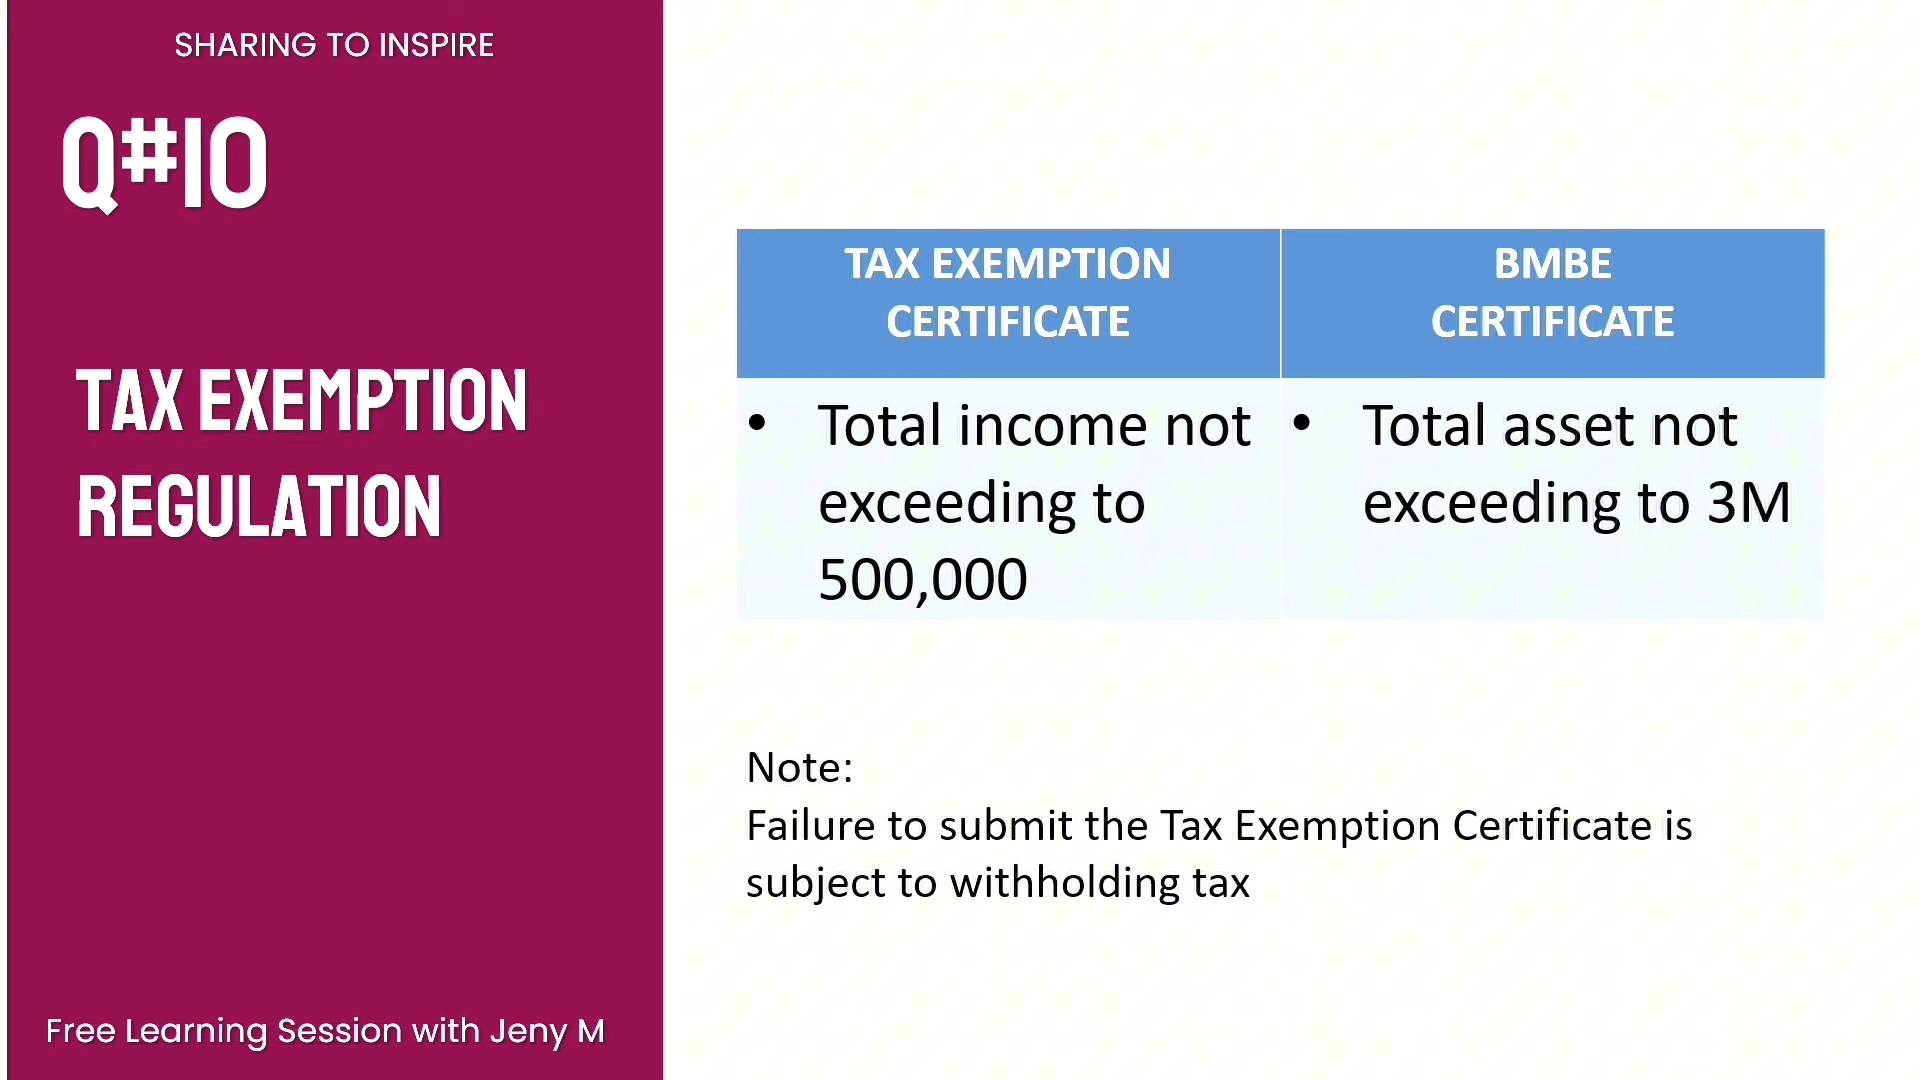 SHARING TO INSPIRE
Q#10
TAX EXEMPTION
REGULATION
Free Learning Session with Jeny M
TAX EXEMPTION
CERTIFICATE
BMBE
CERTIFICATE
• Total income not
exceeding to
500,000
• Total asset not
exceeding to 3M
Note:
Failure to submit the Tax Exemption Certificate is
subject to withholding tax